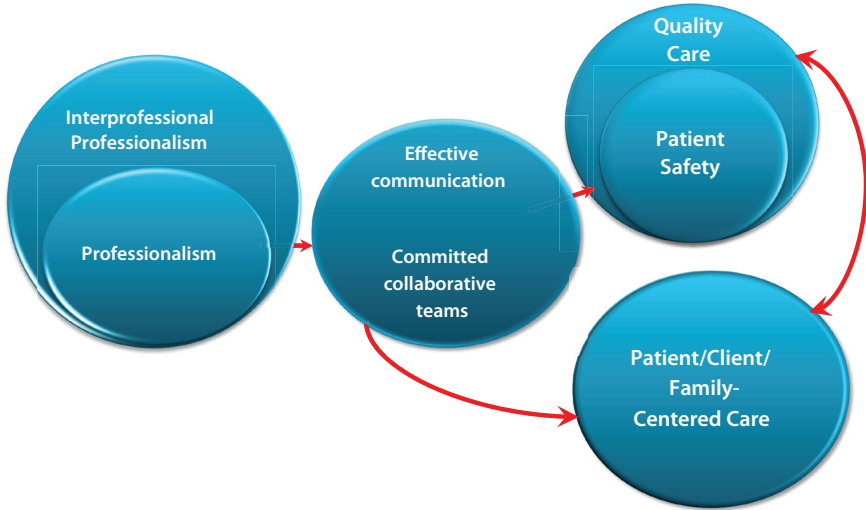 Interprofessional
Professionalism
Professionalism
Effective
communication
Committed
collaborative
teams
Quality
Care
Patient
Safety
Patient/Client/
Family-
Centered Care